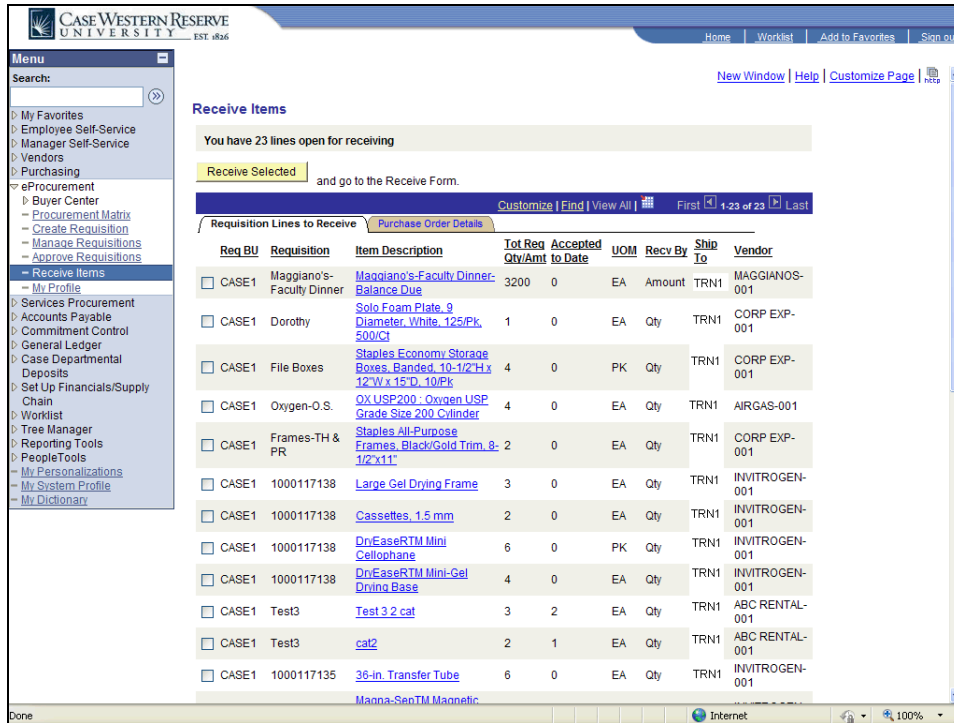 CASE WESTERN RESERVE
UNIVERSITY EST. 1826
Home | Worklist | Add to Favorites | Sign ou
Menu
Search:
New Window | Help | Customize Page | http
My Favorites
Employee Self-Service
Manager Self-Service
Vendors
Purchasing
eProcurement
Buyer Center
– Procurement Matrix
– Create Requisition
– Manage Requisitions
– Approve Requisitions
– Receive Items
– My Profile
Services Procurement
Accounts Payable
Commitment Control
General Ledger
Case Departmental
Deposits
Set Up Financials/Supply
Chain
Worklist
Tree Manager
Reporting Tools
PeopleTools
– My Personalizations
– My System Profile
– My Dictionary
Receive Items
You have 23 lines open for receiving
Receive Selected and go to the Receive Form.
Customize | Find | View All | First 1-23 of 23 Last
Requisition Lines to Receive Purchase Order Details
Req BU Requisition Item Description Tot Req Qty/Amt Accepted to Date UOM Recv By Ship To Vendor
CASE1 Maggiano's-Faculty Dinner Maggiano's-Faculty Dinner-Balance Due 3200 0 EA Amount TRN1 MAGGIANOS-001
CASE1 Dorothy Solo Foam Plate, 9 Diameter, White, 125/Pk, 500/Ct 1 0 EA Qty TRN1 CORP EXP-001
CASE1 File Boxes Staples Economy Storage Boxes, Banded, 10-1/2"H x 12"W x 15"D, 10/Pk 4 0 PK Qty TRN1 CORP EXP-001
CASE1 Oxygen-O.S. OX USP200 : Oxygen USP Grade Size 200 Cylinder 4 0 EA Qty TRN1 AIRGAS-001
CASE1 Frames-TH & PR Staples All-Purpose Frames, Black/Gold Trim, 8-1/2"x11" 2 0 EA Qty TRN1 CORP EXP-001
CASE1 1000117138 Large Gel Drying Frame 3 0 EA Qty TRN1 INVITROGEN-001
CASE1 1000117138 Cassettes, 1.5 mm 2 0 EA Qty TRN1 INVITROGEN-001
CASE1 1000117138 DryEaseRTM Mini Cellophane 6 0 PK Qty TRN1 INVITROGEN-001
CASE1 1000117138 DryEaseRTM Mini-Gel Drying Base 4 0 EA Qty TRN1 INVITROGEN-001
CASE1 Test3 Test 3 2 cat 3 2 EA Qty TRN1 ABC RENTAL-001
CASE1 Test3 cat2 2 1 EA Qty TRN1 ABC RENTAL-001
CASE1 1000117135 36-in. Transfer Tube 6 0 EA Qty TRN1 INVITROGEN-001
Magna-SepTM Magnetic
Done Internet 100%